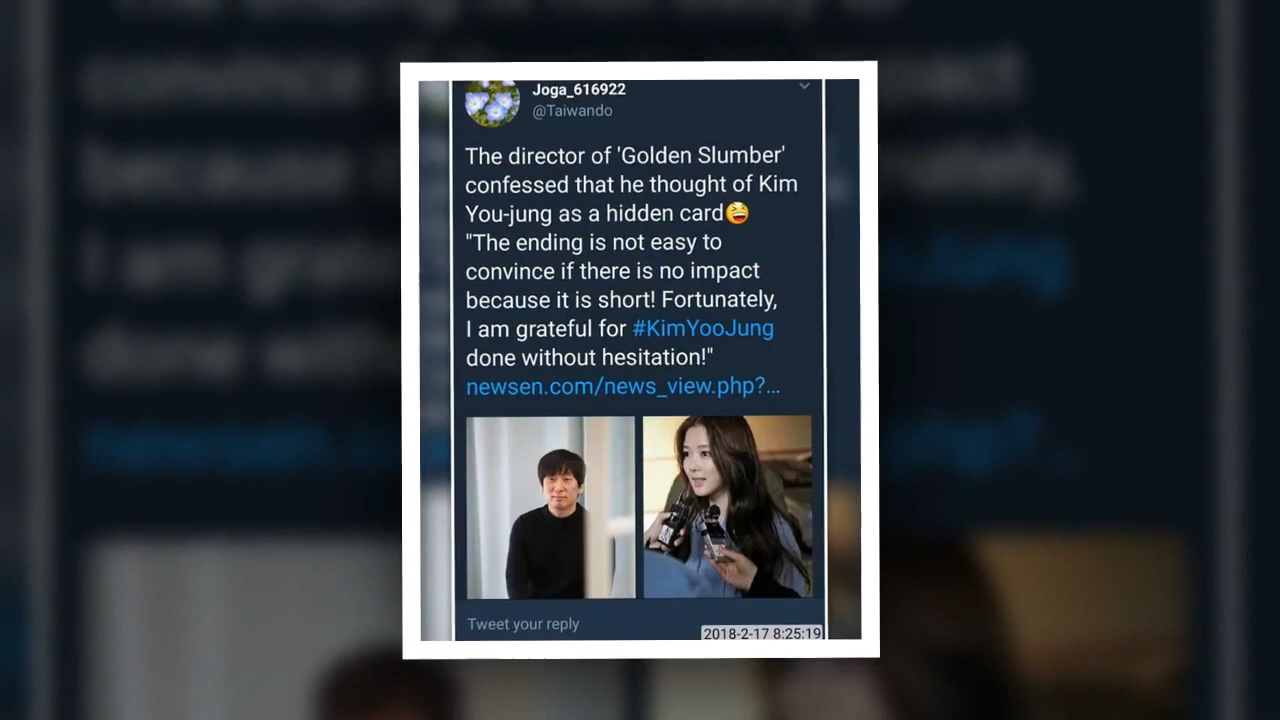 Joga_616922
@Taiwando
The director of 'Golden Slumber'
confessed that he thought of Kim
You-jung as a hidden card😆
"The ending is not easy to
convince if there is no impact
because it is short! Fortunately,
I am grateful for #KimYooJung
done without hesitation!"
newsen.com/news_view.php?...
Tweet your reply
2018-2-17 8:25:19